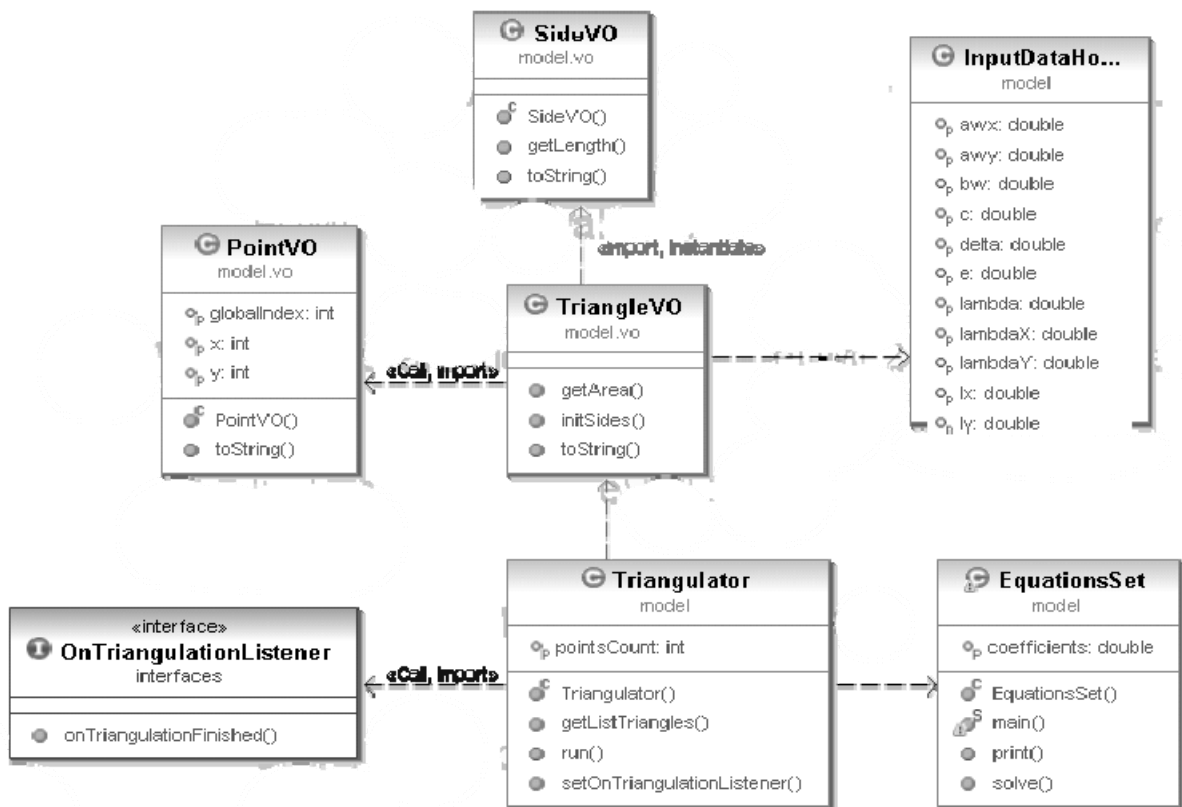 SideVO
model.vo
SideVO()
getLength()
toString()
InputDataHo...
model
awx: double
awy: double
bw: double
c: double
delta: double
e: double
lambda: double
lambdaX: double
lambdaY: double
lx: double
ly: double
PointVO
model.vo
globalIndex: int
x: int
y: int
PointVO()
toString()
«Import, Instantiate»
TriangleVO
model.vo
getArea()
initSides()
toString()
«Call, Import»
Triangulator
model
pointsCount: int
Triangulator()
getListTriangles()
run()
setOnTriangulationListener()
EquationsSet
model
coefficients: double
EquationsSet()
main()
print()
solve()
«interface»
OnTriangulationListener
interfaces
onTriangulationFinished()
«Call, Import»